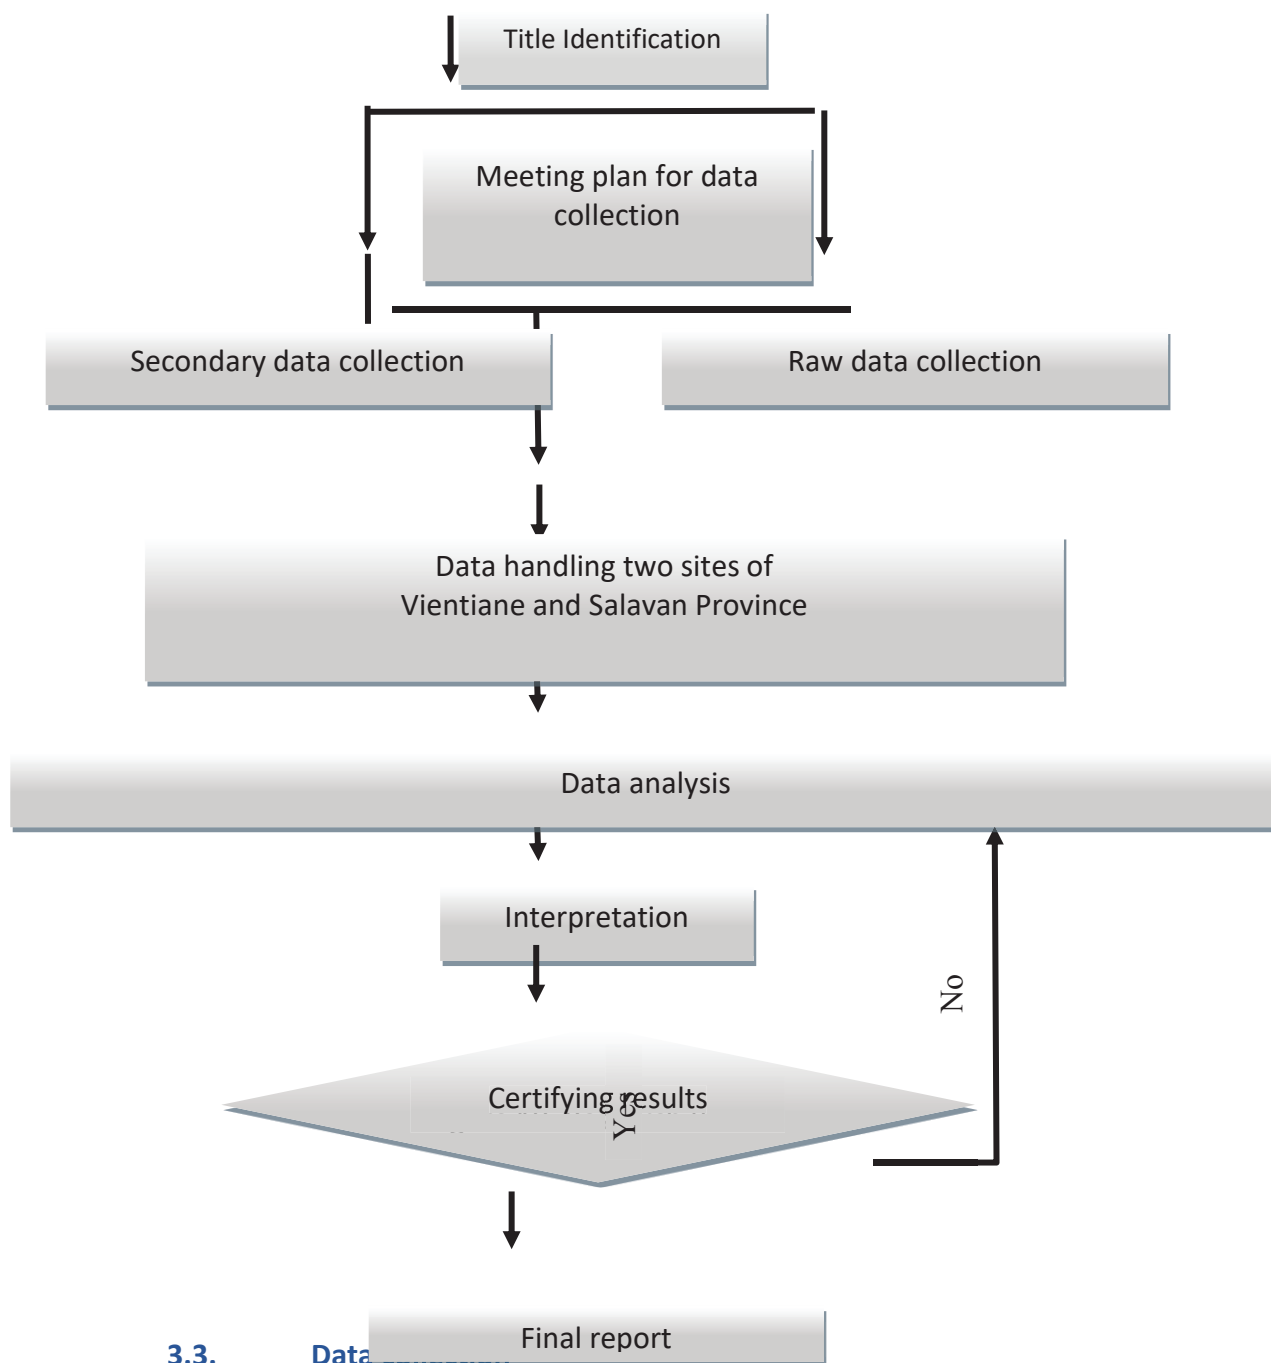 Title Identification
Meeting plan for data
collection
Secondary data collection
Raw data collection
Data handling two sites of
Vientiane and Salavan Province
Data analysis
Interpretation
No
Certifying results
Yes
Final report
3.3. Data